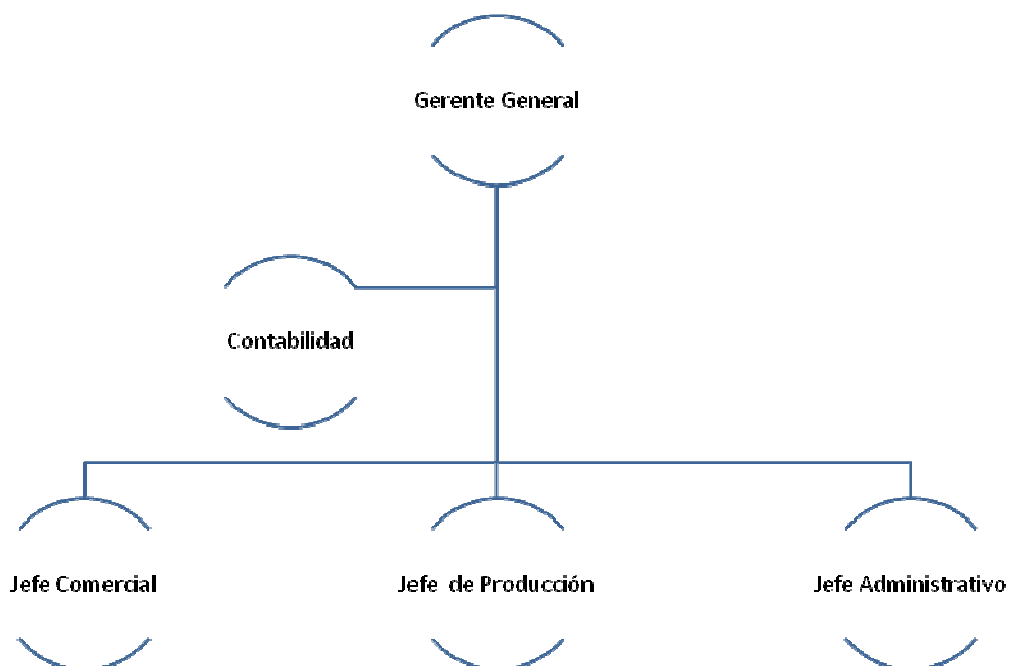 Gerente General
Contabilidad
Jefe Comercial
Jefe de Producción
Jefe Administrativo